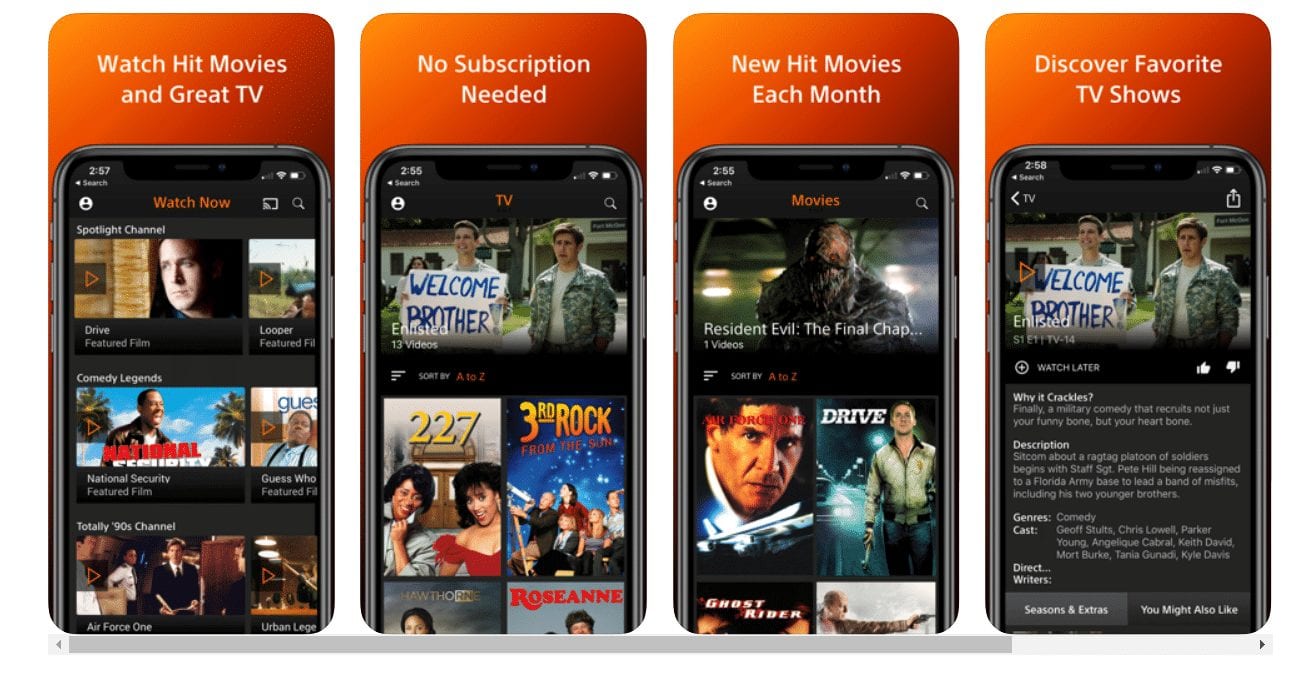 Watch Hit Movies
and Great TV
2:57
Search
Watch Now
Spotlight Channel
Drive
Featured Film
Looper
Featured Fil
Comedy Legends
NATIONAL
SECURITY
gues
National Security
Featured Film
Guess Who
Featured Fil
Totally '90s Channel
Air Force One
Urban Lege
No Subscription
Needed
2:55
Search
TV
WELCOME
BROTHER
Enlisted
13 Videos
SORT BY A to Z
227
3RD ROCK
FROM THE SUN
HAWTHORNE
ROSEANNE
New Hit Movies
Each Month
2:55
Search
Movies
Resident Evil: The Final Chap...
1 Videos
SORT BY A to Z
AIR FORCE ONE
DRIVE
GHOST
RIDER
Discover Favorite
TV Shows
2:58
Search
TV
WELCOME
BROTHER
Enlisted
S1 E1 | TV-14
WATCH LATER
Why it Crackles?
Finally, a military comedy that recruits not just
your funny bone, but your heart bone.
Description
Sitcom about a ragtag platoon of soldiers
begins with Staff Sgt. Pete Hill being reassigned
to a Florida Army base to lead a band of misfits,
including his two younger brothers.
Genres: Comedy
Cast: Geoff Stults, Chris Lowell, Parker
Young, Angelique Cabral, Keith David,
Mort Burke, Tania Gunadi, Kyle Davis
Direct...
Writers:
Seasons & Extras
You Might Also Like